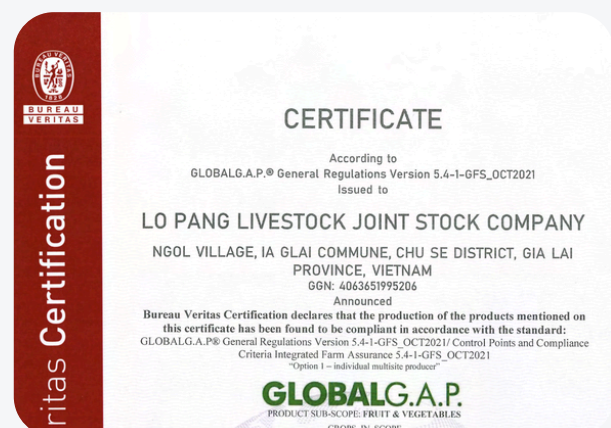 BUREAU VERITAS
1828
BUREAU
VERITAS
ritas Certification
CERTIFICATE
According to
GLOBALG.A.P.® General Regulations Version 5.4-1-GFS_OCT2021
Issued to
LO PANG LIVESTOCK JOINT STOCK COMPANY
NGOL VILLAGE, IA GLAI COMMUNE, CHU SE DISTRICT, GIA LAI
PROVINCE, VIETNAM
GGN: 4063651995206
Announced
Bureau Veritas Certification declares that the production of the products mentioned on
this certificate has been found to be compliant in accordance with the standard:
GLOBALG.A.P® General Regulations Version 5.4-1-GFS_OCT2021/ Control Points and Compliance
Criteria Integrated Farm Assurance 5.4-1-GFS_OCT2021
"Option 1 – individual multisite producer"
GLOBALG.A.P.
PRODUCT SUB-SCOPE: FRUIT & VEGETABLES
CROPS IN SCOPE